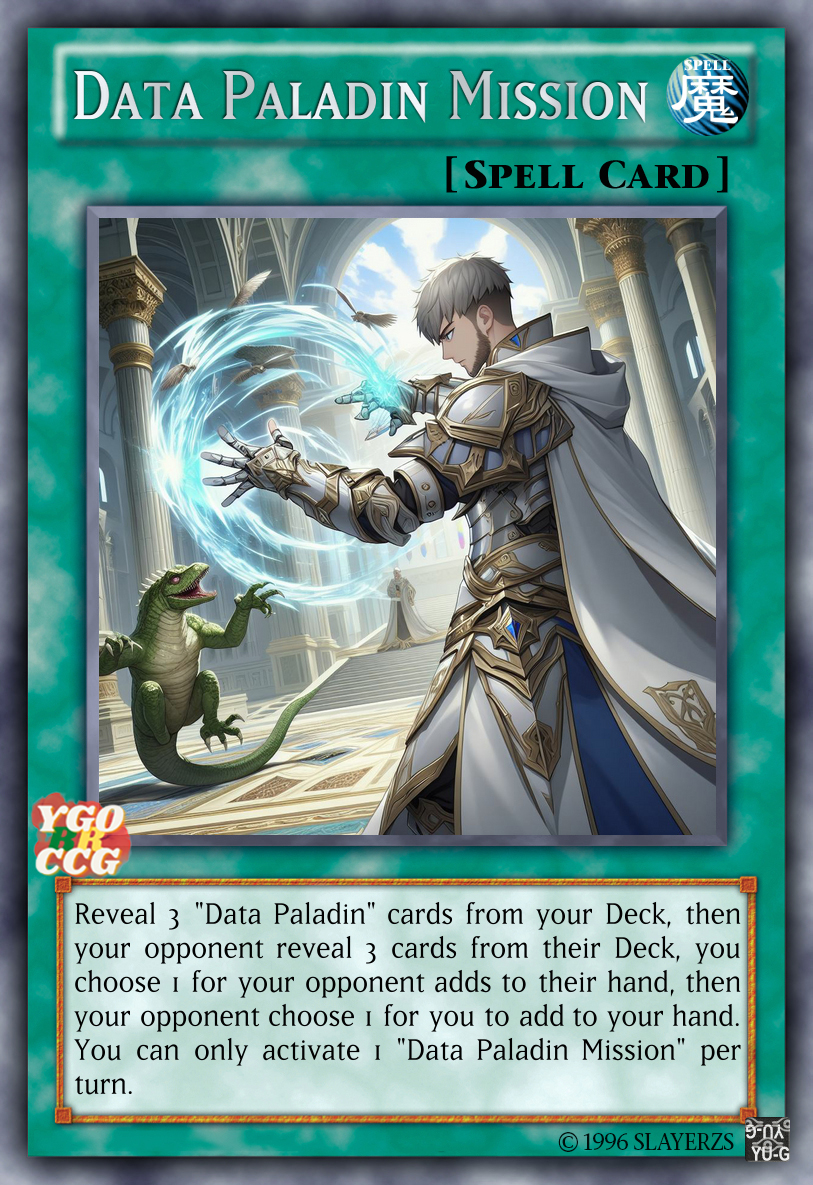 DATA PALADIN MISSION
SPELL
魔
[SPELL CARD]
YGO
BR
CCG
Reveal 3 "Data Paladin" cards from your Deck, then
your opponent reveal 3 cards from their Deck, you
choose 1 for your opponent adds to their hand, then
your opponent choose 1 for you to add to your hand.
You can only activate 1 "Data Paladin Mission" per
turn.
© 1996 SLAYERZS
YU-G
YU-G